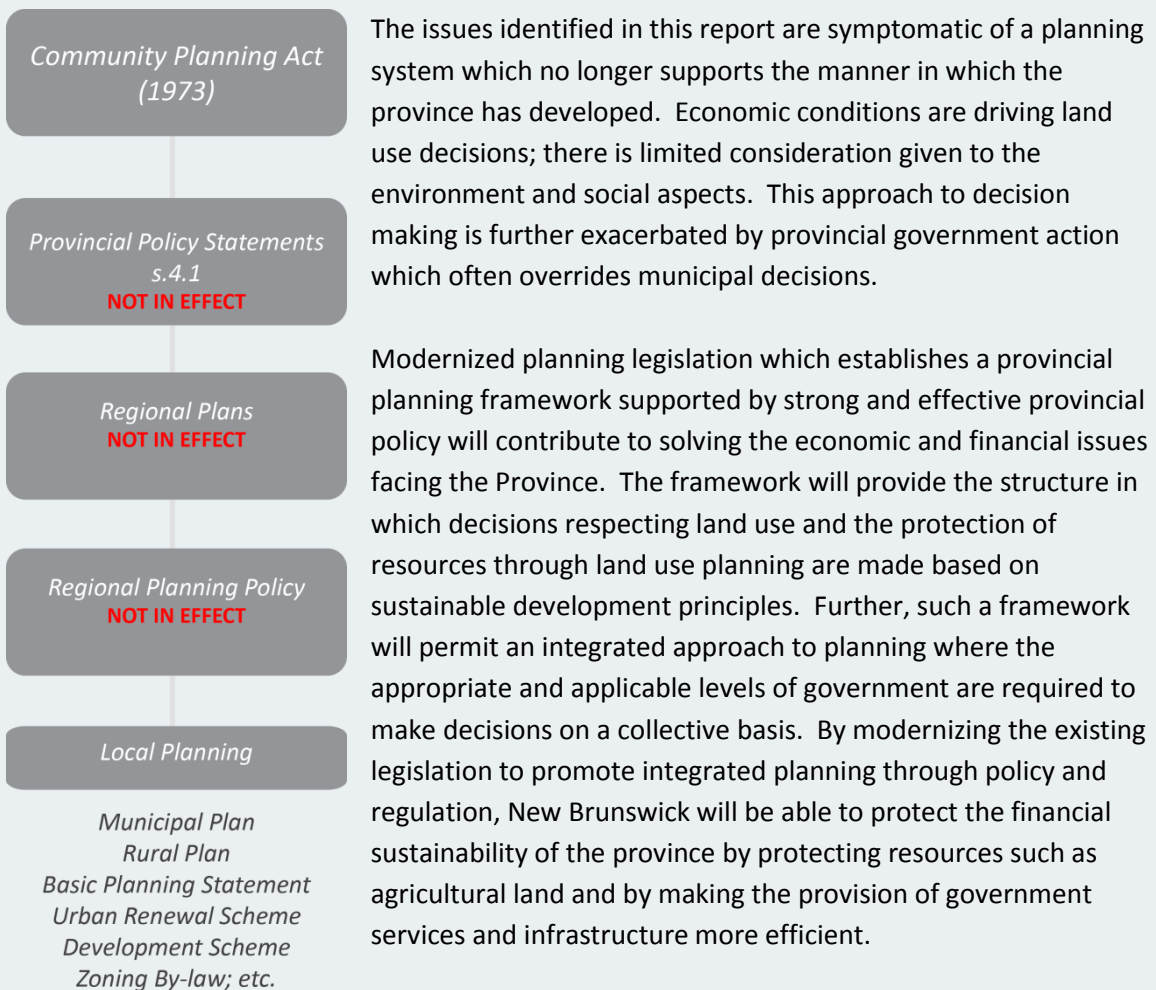 Community Planning Act
(1973)
Provincial Policy Statements
s.4.1
NOT IN EFFECT
Regional Plans
NOT IN EFFECT
Regional Planning Policy
NOT IN EFFECT
Local Planning
Municipal Plan
Rural Plan
Basic Planning Statement
Urban Renewal Scheme
Development Scheme
Zoning By-law; etc.
The issues identified in this report are symptomatic of a planning
system which no longer supports the manner in which the
province has developed.  Economic conditions are driving land
use decisions; there is limited consideration given to the
environment and social aspects.  This approach to decision
making is further exacerbated by provincial government action
which often overrides municipal decisions.
Modernized planning legislation which establishes a provincial
planning framework supported by strong and effective provincial
policy will contribute to solving the economic and financial issues
facing the Province.  The framework will provide the structure in
which decisions respecting land use and the protection of
resources through land use planning are made based on
sustainable development principles.  Further, such a framework
will permit an integrated approach to planning where the
appropriate and applicable levels of government are required to
make decisions on a collective basis.  By modernizing the existing
legislation to promote integrated planning through policy and
regulation, New Brunswick will be able to protect the financial
sustainability of the province by protecting resources such as
agricultural land and by making the provision of government
services and infrastructure more efficient.